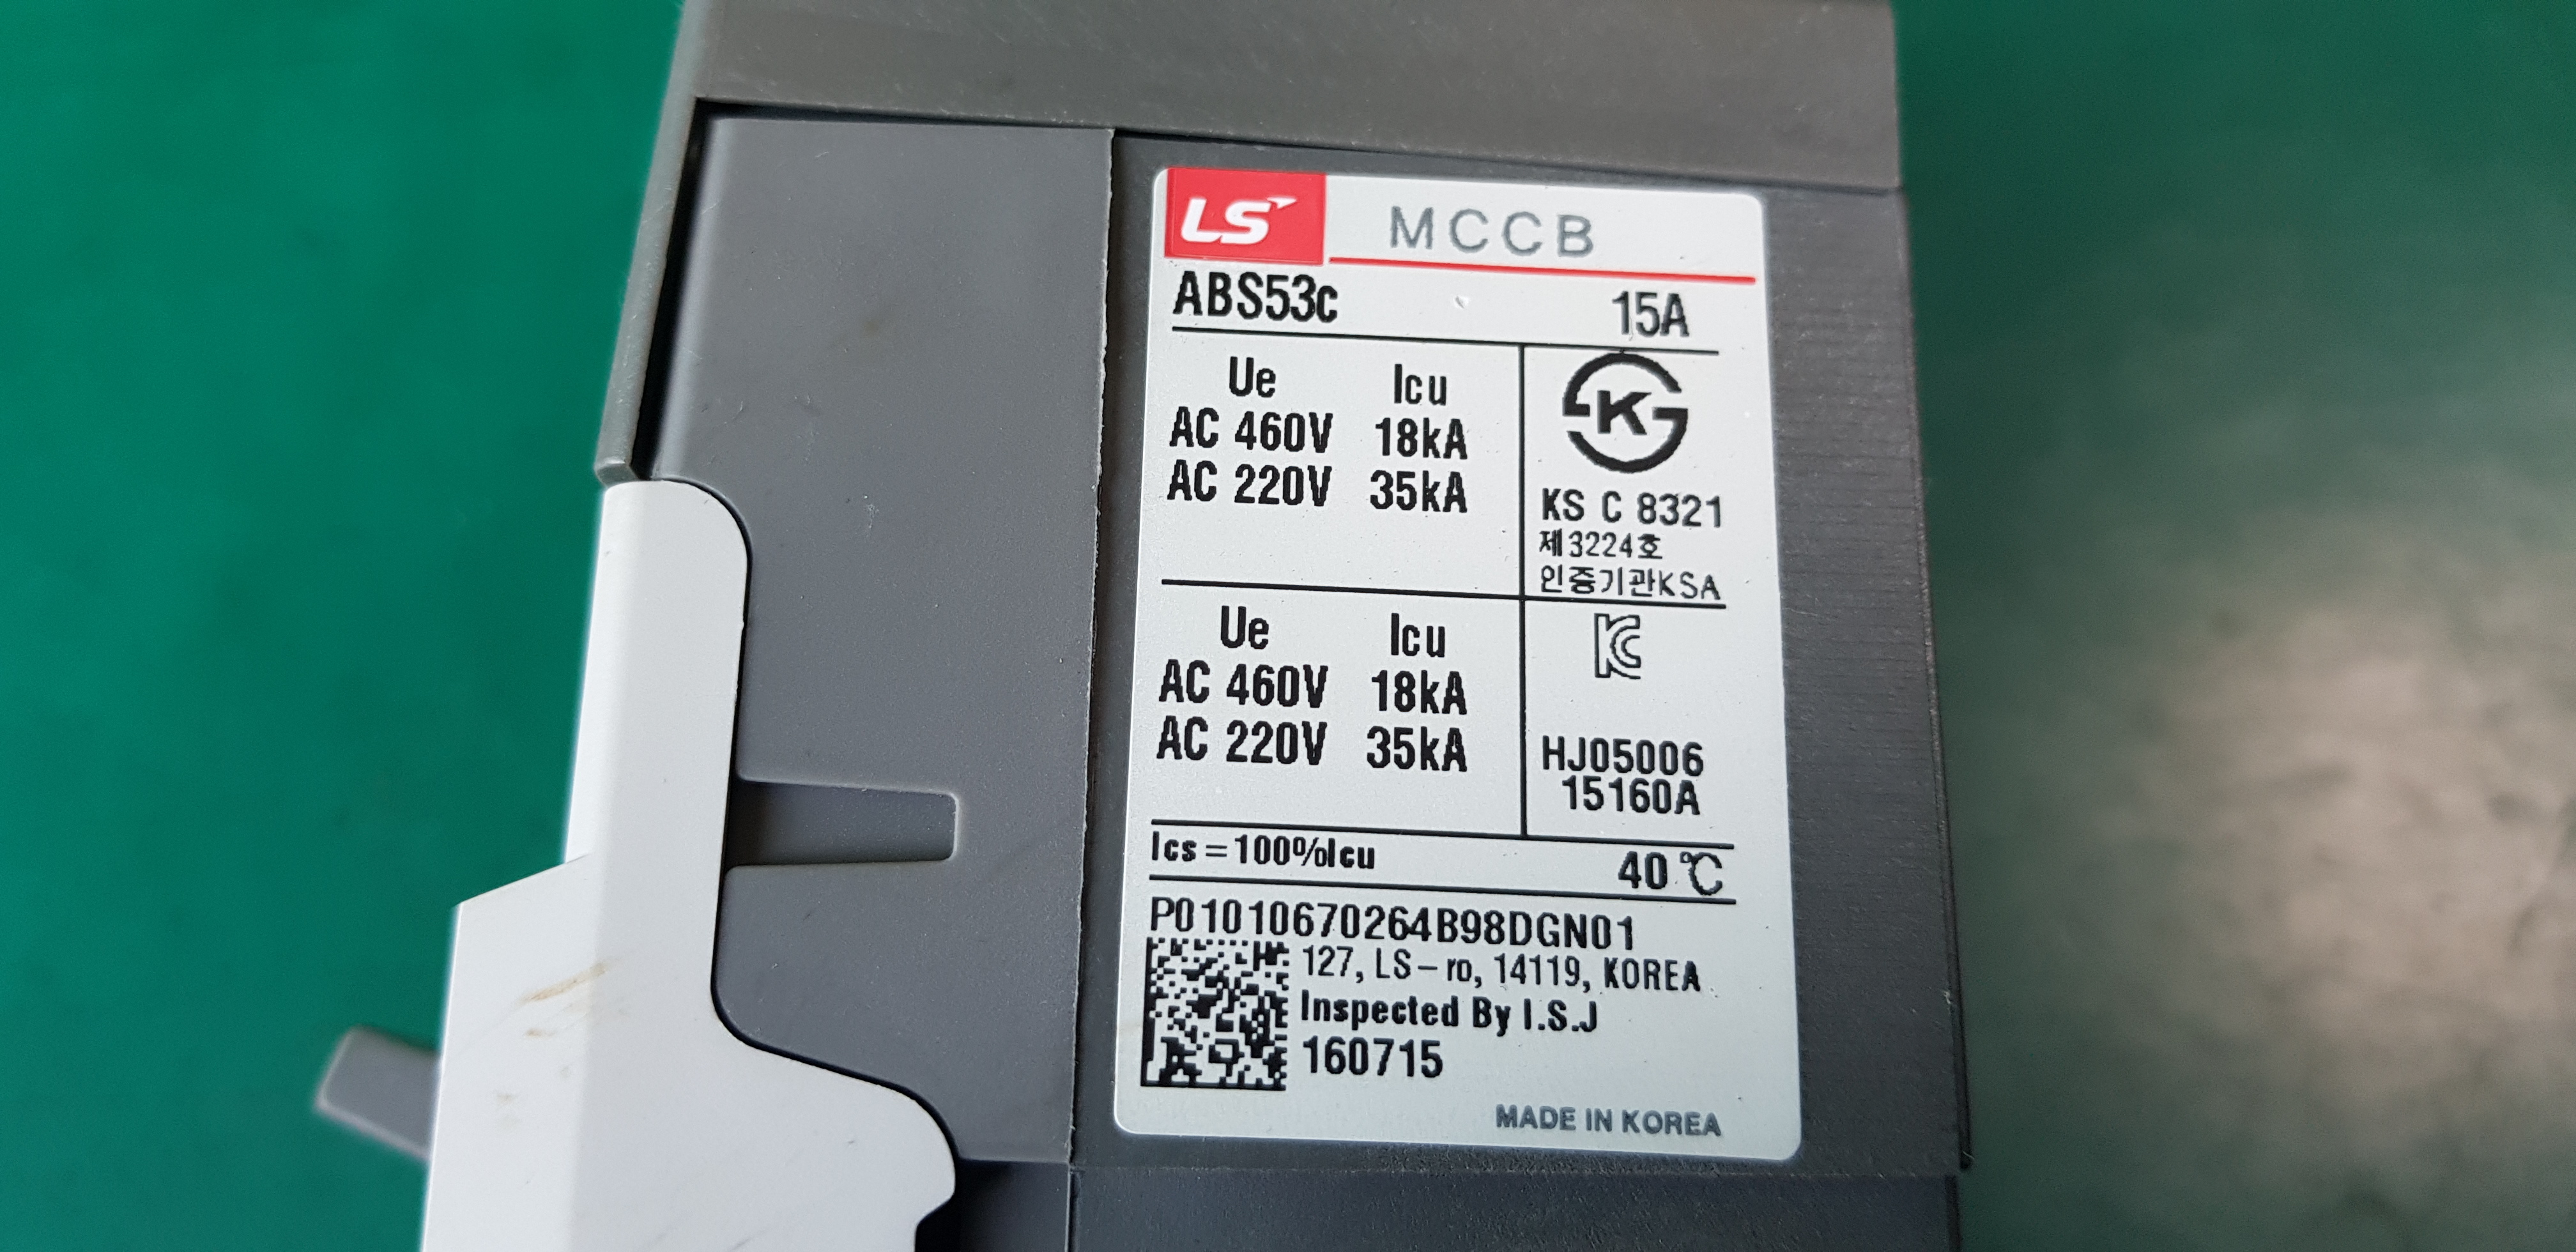 LS MCCB
ABS53c 15A
Ue Icu
AC 460V 18kA
AC 220V 35kA
K
KS C 8321
제3224호
인증기관KSA
Ue Icu
AC 460V 18kA
AC 220V 35kA
KC
HJ05006
15160A
Ics=100%Icu 40℃
P01010670264B98DGN01
127, LS-ro, 14119, KOREA
Inspected By I.S.J
160715
MADE IN KOREA